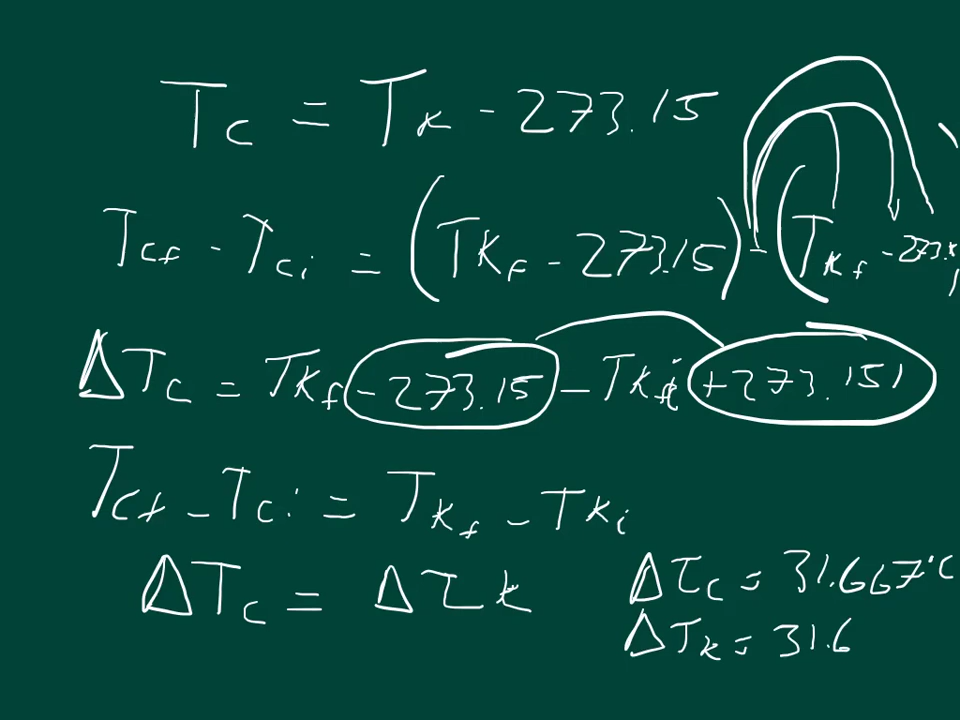 Tc = Tk - 273.15
Tcf - Tci = (Tkf - 273.15) - (Tkf - 273.
ΔTc = Tkf - 273.15 - Tki + 273.15
Tcf - Tci = Tkf - Tki
ΔTc = ΔTk
ΔTc = 31.667°C
ΔTk = 31.6